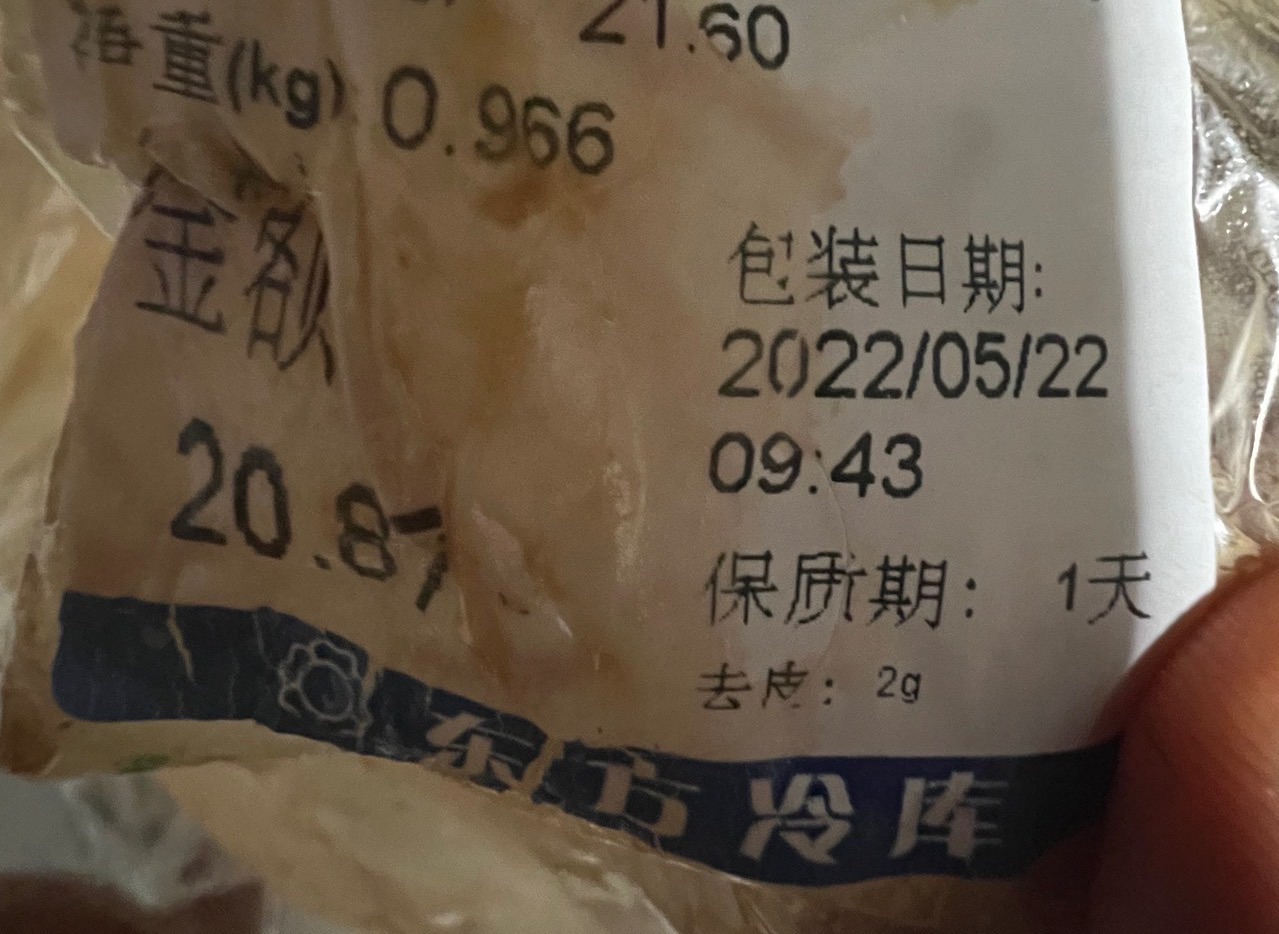 21.60
重(kg) 0.966
金额
20.87
包装日期:
2022/05/22
09:43
保质期: 1天
去皮: 2g
东方冷库